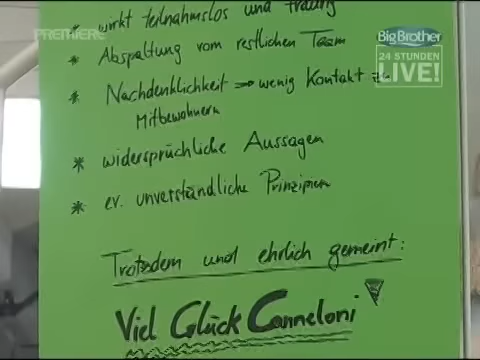 PREMIERE
Big Brother
24 STUNDEN
LIVE!
* wirkt teilnahmslos und traurig
* Abspaltung vom restlichen Team
* Nachdenklichkeit ⇒ wenig Kontakt zu
Mitbewohnern
* widersprüchliche Aussagen
* ev. unverständliche Prinzipien
Trotzdem und ehrlich gemeint:
Viel Glück Canneloni